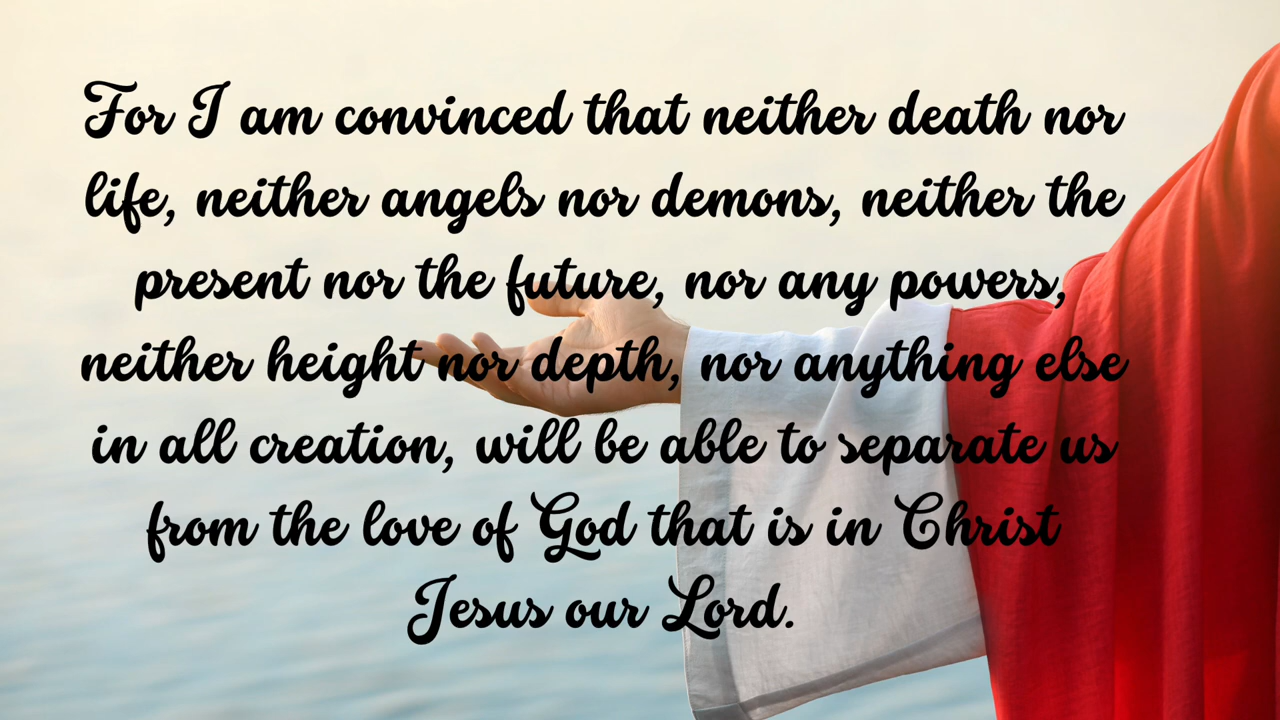 For I am convinced that neither death nor
life, neither angels nor demons, neither the
present nor the future, nor any powers,
neither height nor depth, nor anything else
in all creation, will be able to separate us
from the love of God that is in Christ
Jesus our Lord.